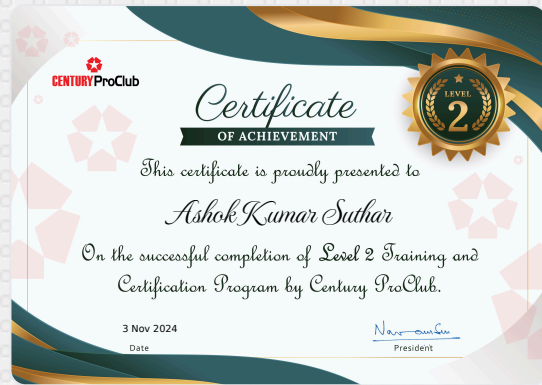 CENTURY ProClub
Certificate
OF ACHIEVEMENT
LEVEL
2
This certificate is proudly presented to
Ashok Kumar Suthar
On the successful completion of Level 2 Training and
Certification Program by Century ProClub.
3 Nov 2024
Date
President